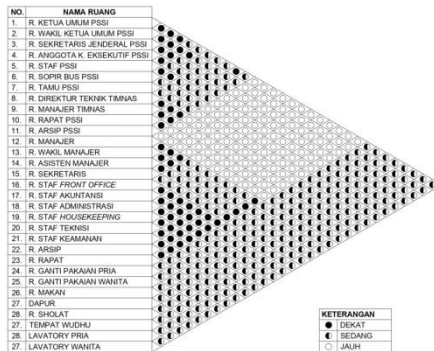 NO. NAMA RUANG
1. R. KETUA UMUM PSSI
2. R. WAKIL KETUA UMUM PSSI
3. R. SEKRETARIS JENDERAL PSSI
4. R. ANGGOTA K. EKSEKUTIF PSSI
5. R. STAF PSSI
6. R. SOPIR BUS PSSI
7. R. TAMU PSSI
8. R. DIREKTUR TEKNIK TIMNAS
9. R. MANAJER TIMNAS
10. R. RAPAT PSSI
11. R. ARSIP PSSI
12. R. MANAJER
13. R. WAKIL MANAJER
14. R. ASISTEN MANAJER
15. R. SEKRETARIS
16. R. STAF FRONT OFFICE
17. R. STAF AKUNTANSI
18. R. STAF ADMINISTRASI
19. R. STAF HOUSEKEEPING
20. R. STAF TEKNISI
21. R. STAF KEAMANAN
22. R. ARSIP
23. R. RAPAT
24. R. GANTI PAKAIAN PRIA
25. R. GANTI PAKAIAN WANITA
26. R. MAKAN
27. DAPUR
28. R. SHOLAT
27. TEMPAT WUDHU
28. LAVATORY PRIA
27. LAVATORY WANITA
KETERANGAN
DEKAT
SEDANG
JAUH